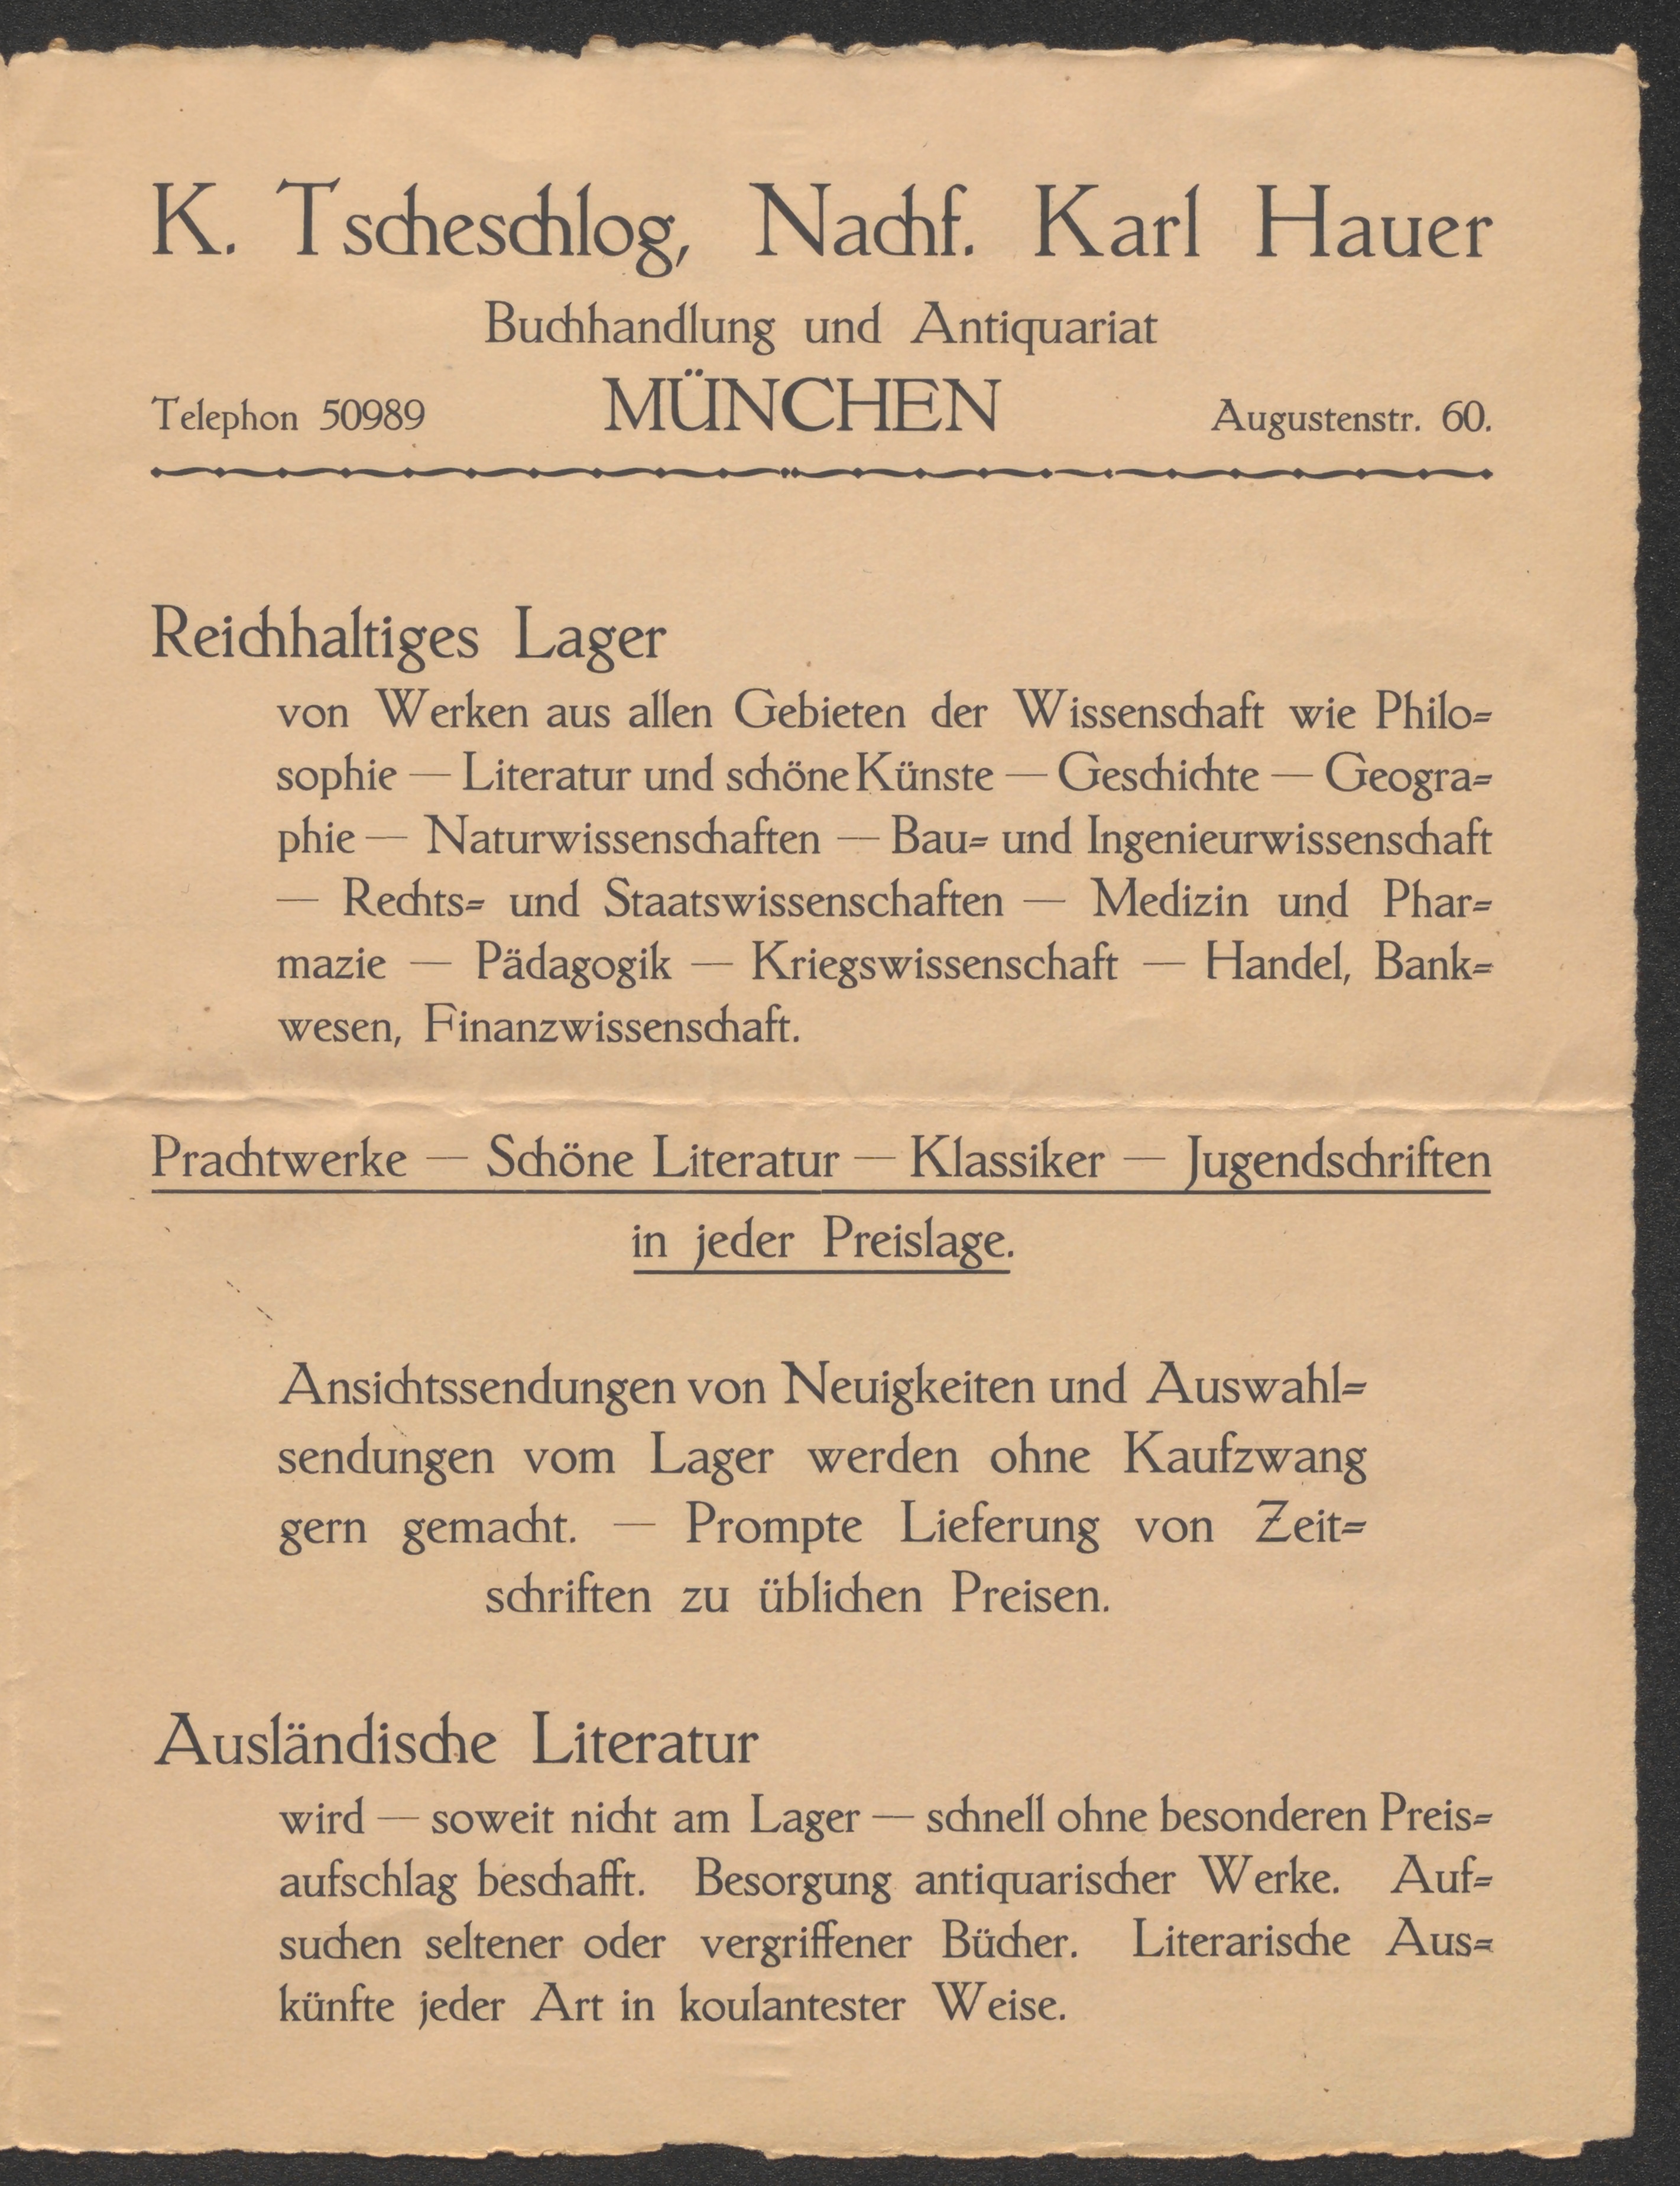 K. Tscheschlog, Nachf. Karl Hauer
Buchhandlung und Antiquariat
Telephon 50989 MÜNCHEN Augustenstr. 60.
Reichhaltiges Lager
von Werken aus allen Gebieten der Wissenschaft wie Philo=
sophie — Literatur und schöne Künste — Geschichte — Geogra=
phie — Naturwissenschaften — Bau= und Ingenieurwissenschaft
— Rechts= und Staatswissenschaften — Medizin und Phar=
mazie — Pädagogik — Kriegswissenschaft — Handel, Bank=
wesen, Finanzwissenschaft.
Prachtwerke — Schöne Literatur — Klassiker — Jugendschriften
in jeder Preislage.
Ansichtssendungen von Neuigkeiten und Auswahl=
sendungen vom Lager werden ohne Kaufzwang
gern gemacht. — Prompte Lieferung von Zeit=
schriften zu üblichen Preisen.
Ausländische Literatur
wird — soweit nicht am Lager — schnell ohne besonderen Preis=
aufschlag beschafft. Besorgung antiquarischer Werke. Auf=
suchen seltener oder vergriffener Bücher. Literarische Aus=
künfte jeder Art in koulantester Weise.